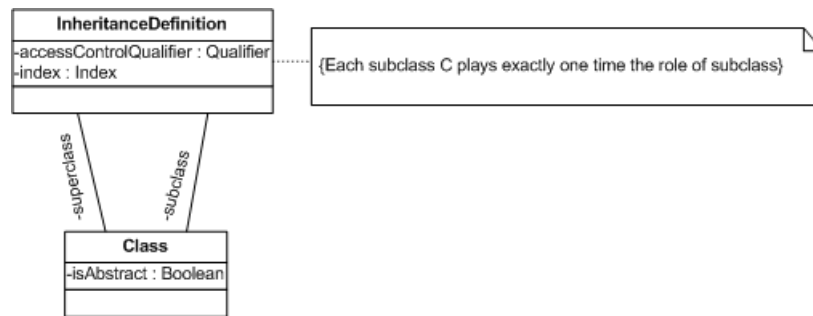 InheritanceDefinition
-accessControlQualifier : Qualifier
-index : Index
{Each subclass C plays exactly one time the role of subclass}
-superclass
-subclass
Class
-isAbstract : Boolean